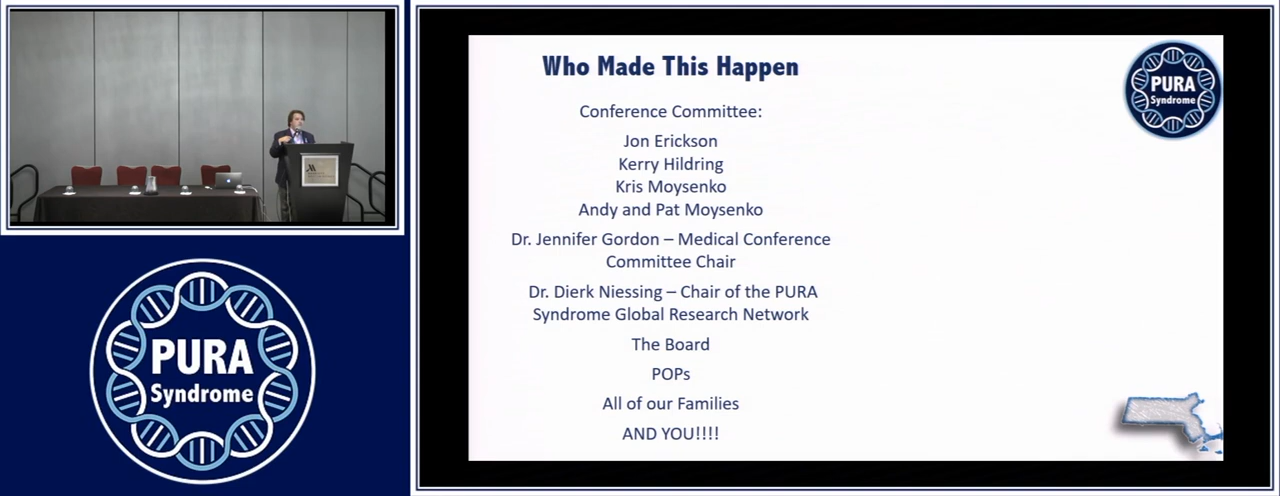 PURA
Syndrome
Who Made This Happen
Conference Committee:
Jon Erickson
Kerry Hildring
Kris Moysenko
Andy and Pat Moysenko
Dr. Jennifer Gordon – Medical Conference
Committee Chair
Dr. Dierk Niessing – Chair of the PURA
Syndrome Global Research Network
The Board
POPs
All of our Families
AND YOU!!!!
PURA
Syndrome